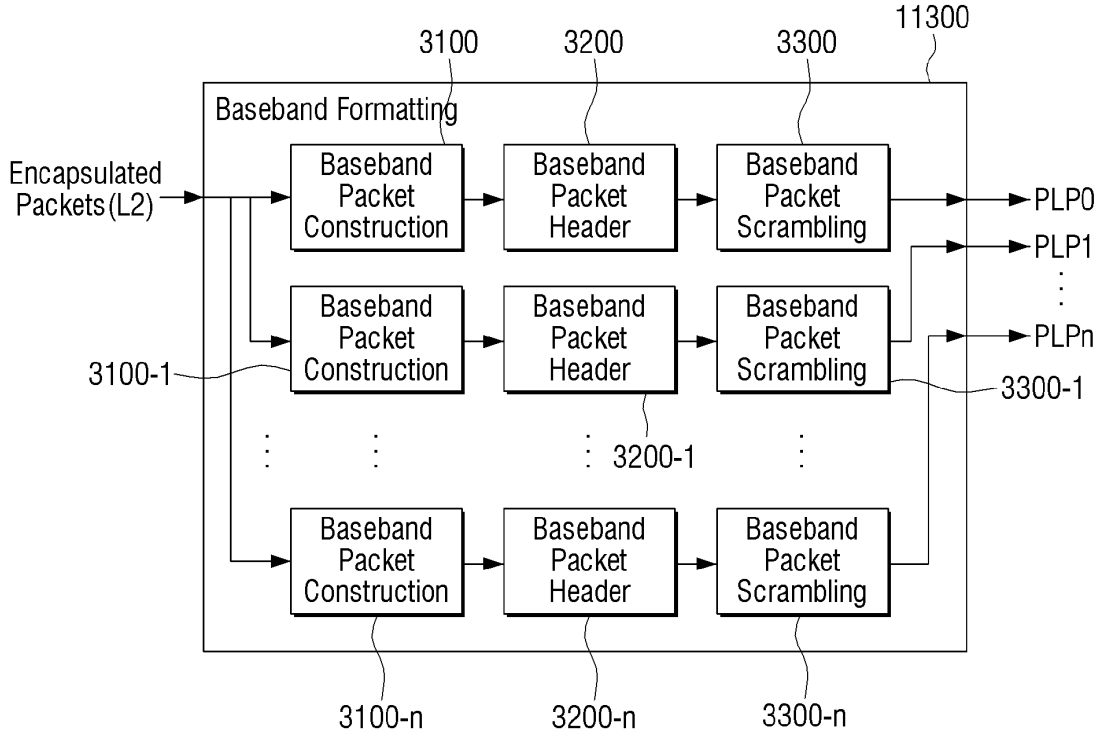 11300
3100
3200
3300
Baseband Formatting
Encapsulated
Packets(L2)
Baseband
Packet
Construction
Baseband
Packet
Header
Baseband
Packet
Scrambling
PLP0
PLP1
Baseband
Packet
Construction
Baseband
Packet
Header
Baseband
Packet
Scrambling
PLPn
3100-1
3200-1
3300-1
Baseband
Packet
Construction
Baseband
Packet
Header
Baseband
Packet
Scrambling
3100-n
3200-n
3300-n